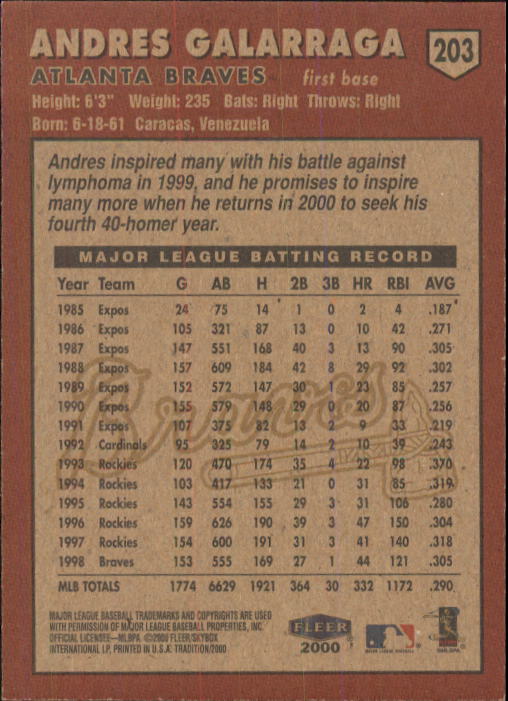 ANDRES GALARRAGA
203
ATLANTA BRAVES first base
Height: 6'3" Weight: 235 Bats: Right Throws: Right
Born: 6-18-61 Caracas, Venezuela
Andres inspired many with his battle against
lymphoma in 1999, and he promises to inspire
many more when he returns in 2000 to seek his
fourth 40-homer year.
MAJOR LEAGUE BATTING RECORD
Year Team G AB H 2B 3B HR RBI AVG
1985 Expos 24 75 14 1 0 2 4 .187
1986 Expos 105 321 87 13 0 10 42 .271
1987 Expos 147 551 168 40 3 13 90 .305
1988 Expos 157 609 184 42 8 29 92 .302
1989 Expos 152 572 147 30 1 23 85 .257
1990 Expos 155 579 148 29 0 20 87 .256
1991 Expos 107 375 82 13 2 9 33 .219
1992 Cardinals 95 325 79 14 2 10 39 .243
1993 Rockies 120 470 174 35 4 22 98 .370
1994 Rockies 103 417 133 21 0 31 85 .319
1995 Rockies 143 554 155 29 3 31 106 .280
1996 Rockies 159 626 190 39 3 47 150 .304
1997 Rockies 154 600 191 31 3 41 140 .318
1998 Braves 153 555 169 27 1 44 121 .305
MLB TOTALS 1774 6629 1921 364 30 332 1172 .290
Braves
MAJOR LEAGUE BASEBALL TRADEMARKS AND COPYRIGHTS ARE USED
WITH PERMISSION OF MAJOR LEAGUE BASEBALL PROPERTIES, INC.
OFFICIAL LICENSEE—MLBPA ©2000 FLEER/SKYBOX
INTERNATIONAL LP. PRINTED IN U.S.A. TRADITION/2000
FLEER
2000
MAJOR LEAGUE BASEBALL
MLBPA